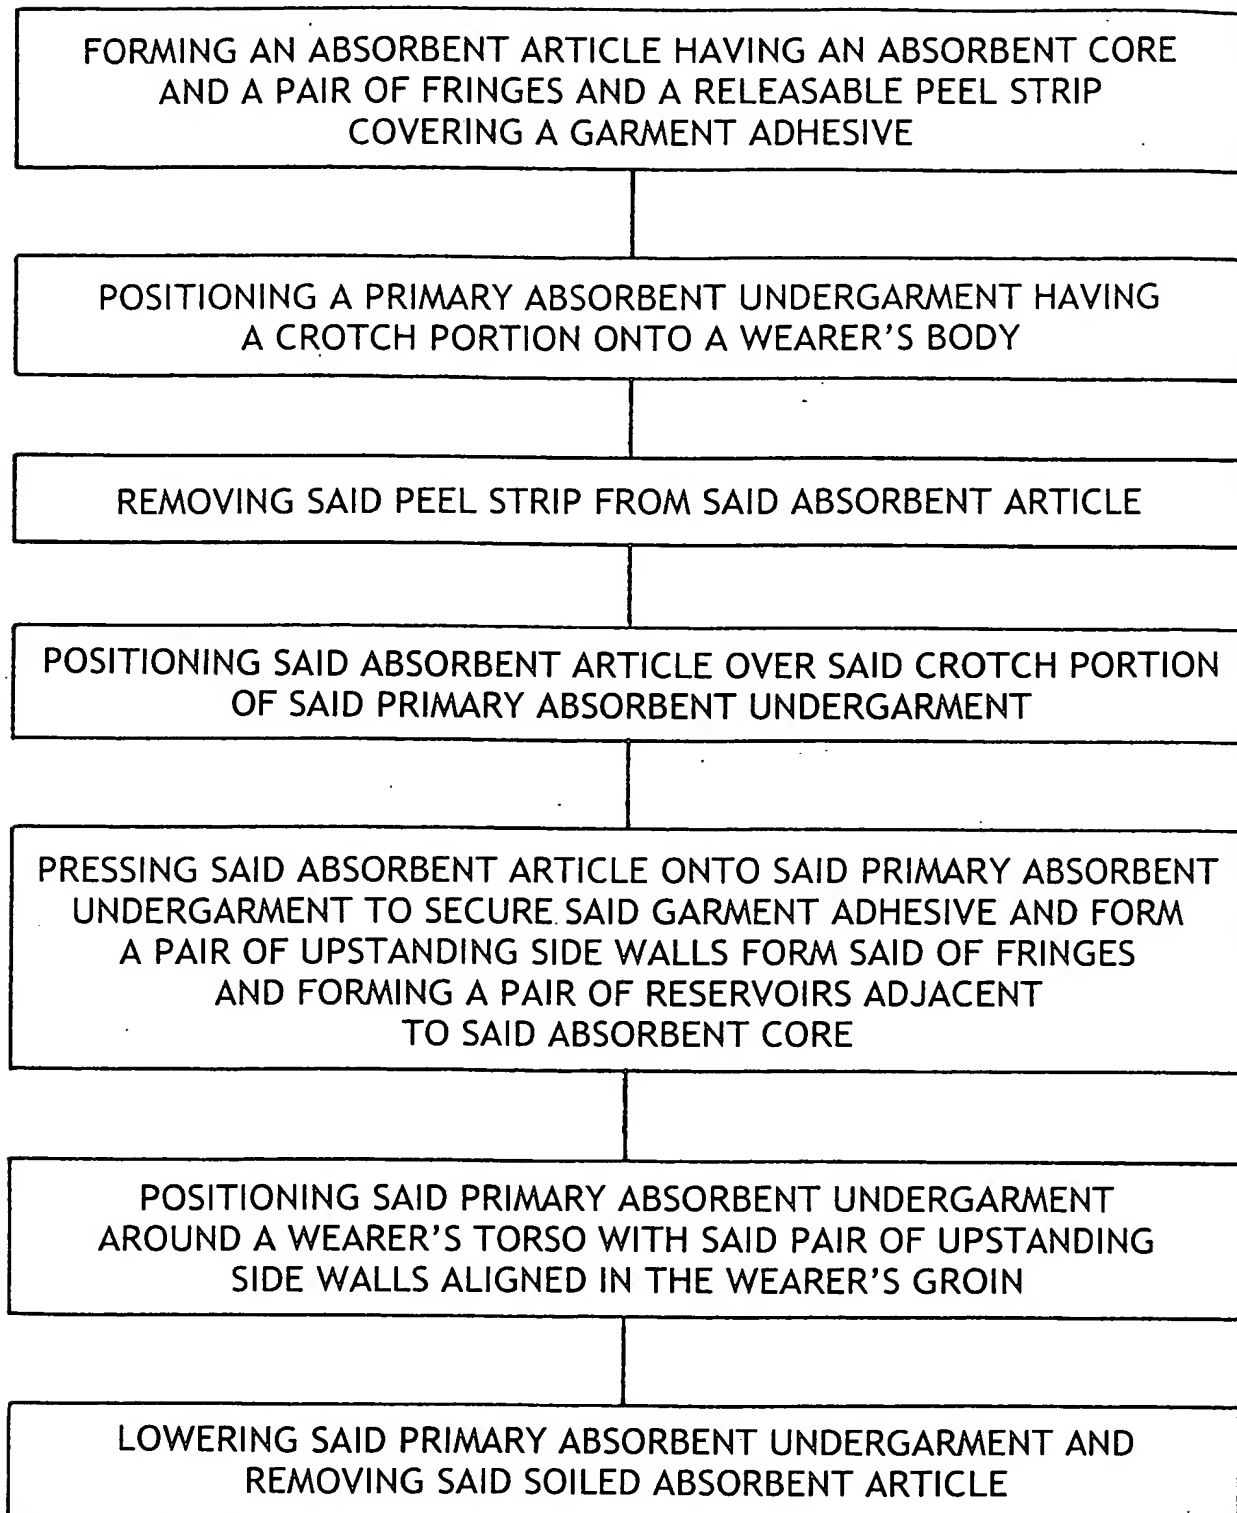 FORMING AN ABSORBENT ARTICLE HAVING AN ABSORBENT CORE
AND A PAIR OF FRINGES AND A RELEASABLE PEEL STRIP
COVERING A GARMENT ADHESIVE
POSITIONING A PRIMARY ABSORBENT UNDERGARMENT HAVING
A CROTCH PORTION ONTO A WEARER'S BODY
REMOVING SAID PEEL STRIP FROM SAID ABSORBENT ARTICLE
POSITIONING SAID ABSORBENT ARTICLE OVER SAID CROTCH PORTION
OF SAID PRIMARY ABSORBENT UNDERGARMENT
PRESSING SAID ABSORBENT ARTICLE ONTO SAID PRIMARY ABSORBENT
UNDERGARMENT TO SECURE SAID GARMENT ADHESIVE AND FORM
A PAIR OF UPSTANDING SIDE WALLS FORM SAID OF FRINGES
AND FORMING A PAIR OF RESERVOIRS ADJACENT
TO SAID ABSORBENT CORE
POSITIONING SAID PRIMARY ABSORBENT UNDERGARMENT
AROUND A WEARER'S TORSO WITH SAID PAIR OF UPSTANDING
SIDE WALLS ALIGNED IN THE WEARER'S GROIN
LOWERING SAID PRIMARY ABSORBENT UNDERGARMENT AND
REMOVING SAID SOILED ABSORBENT ARTICLE